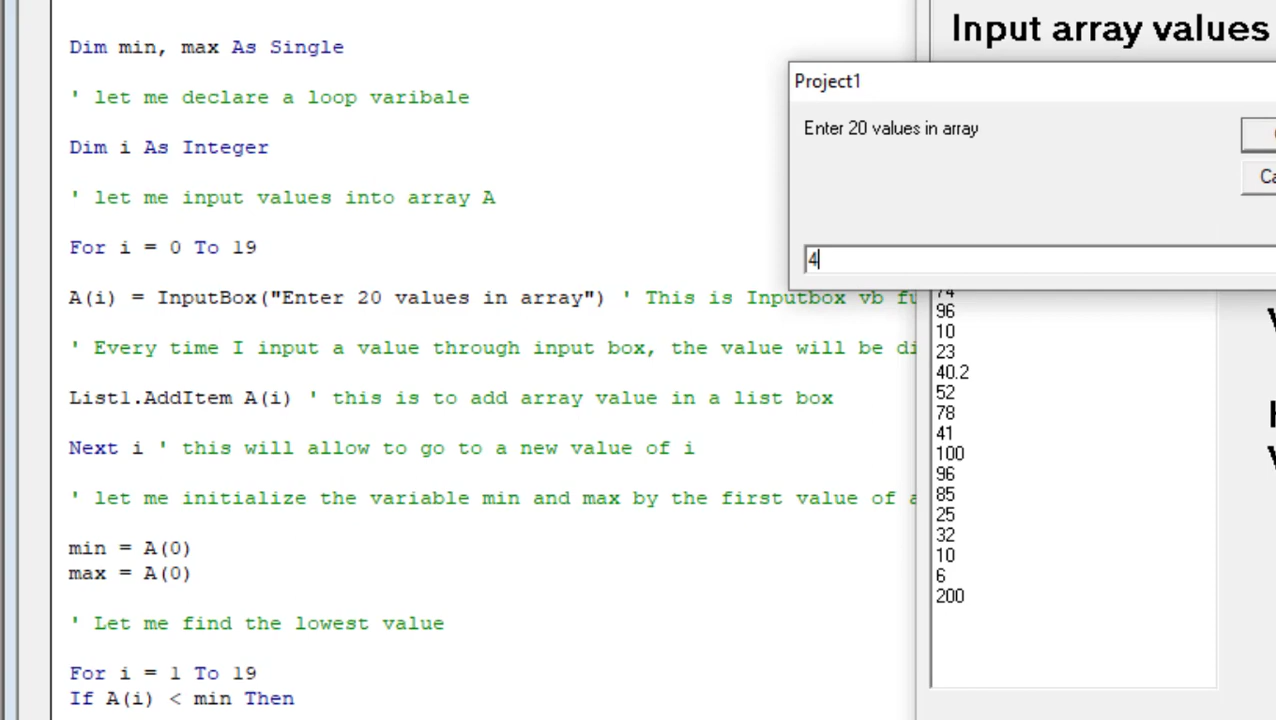 Dim min, max As Single
' let me declare a loop varibale
Dim i As Integer
' let me input values into array A
For i = 0 To 19
A(i) = InputBox("Enter 20 values in array") ' This is Inputbox vb fu
' Every time I input a value through input box, the value will be di
List1.AddItem A(i) ' this is to add array value in a list box
Next i ' this will allow to go to a new value of i
' let me initialize the variable min and max by the first value of a
min = A(0)
max = A(0)
' Let me find the lowest value
For i = 1 To 19
If A(i) < min Then
Input array values
Project1
Enter 20 values in array
Ca
4
74
96
10
23
40.2
52
78
41
100
96
85
25
32
10
6
200